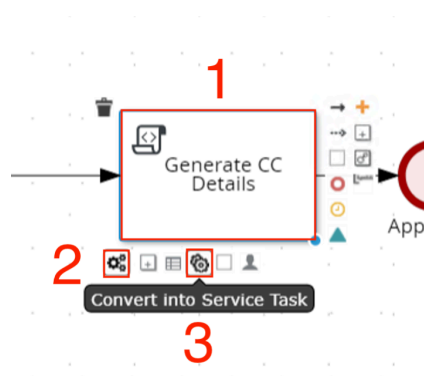 1
Generate CC
Details
App
2
Convert into Service Task
3